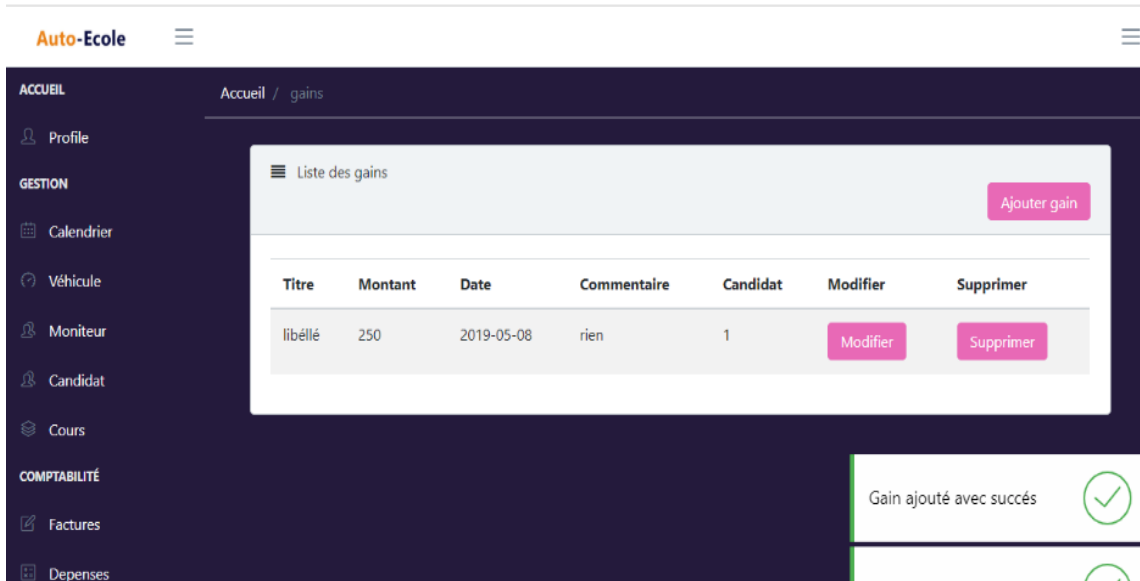 Auto-Ecole
ACCUEIL
Accueil / gains
Profile
GESTION
Calendrier
Véhicule
Moniteur
Candidat
Cours
COMPTABILITÉ
Factures
Depenses
Liste des gains
Ajouter gain
Titre Montant Date Commentaire Candidat Modifier Supprimer
libéllé 250 2019-05-08 rien 1 Modifier Supprimer
Gain ajouté avec succés